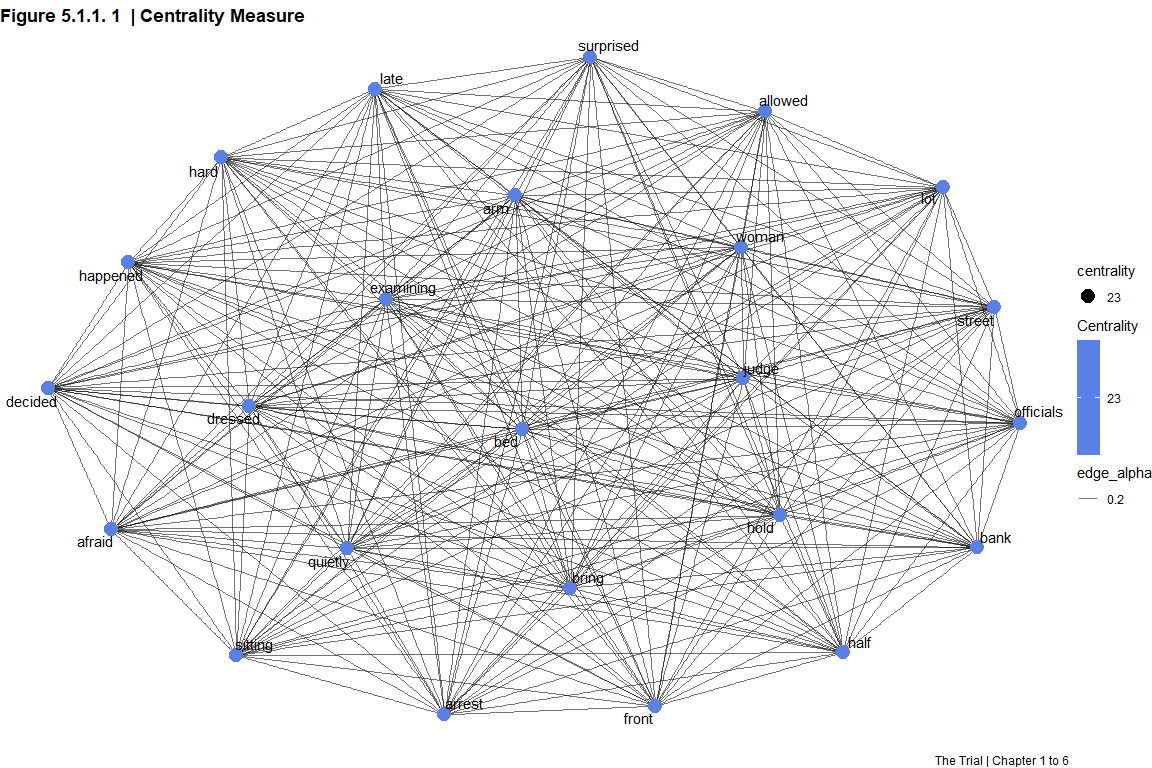 Figure 5.1.1. 1 | Centrality Measure
surprised
late
allowed
hard
lot
arm
woman
happened
examining
street
judge
decided
officials
dressed
bed
afraid
hold
bank
quietly
bring
sitting
half
arrest
front
centrality
23
Centrality
23
edge_alpha
0.2
The Trial | Chapter 1 to 6